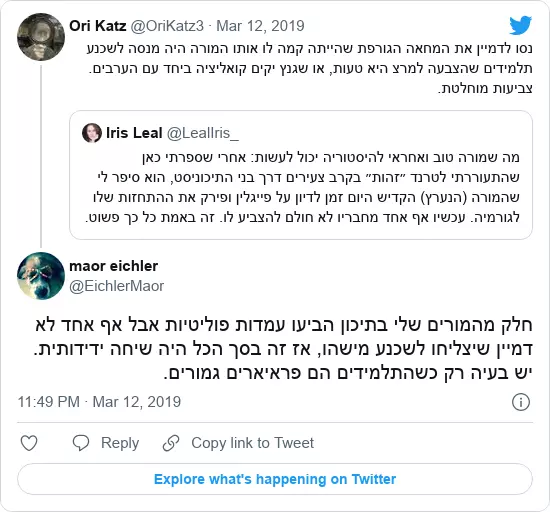 Ori Katz @OriKatz3 · Mar 12, 2019
נסו לדמיין את המחאה הגורפת שהייתה קמה לו אותו המורה היה מנסה לשכנע
תלמידים שהצבעה למרצ היא טעות, או שגנץ יקים קואליציה ביחד עם הערבים.
צביעות מוחלטת.
Iris Leal @LealIris_
מה שמורה טוב ואחראי להיסטוריה יכול לעשות: אחרי שספרתי כאן
שהתעוררתי לטרנד ״זהות״ בקרב צעירים דרך בני התיכוניסט, הוא סיפר לי
שהמורה (הנערץ) הקדיש היום זמן לדיון על פייגלין ופירק את ההתחזות שלו
לגורמיה. עכשיו אף אחד מחבריו לא חולם להצביע לו. זה באמת כל כך פשוט.
maor eichler
@EichlerMaor
חלק מהמורים שלי בתיכון הביעו עמדות פוליטיות אבל אף אחד לא
דמיין שיצליחו לשכנע מישהו, אז זה בסך הכל היה שיחה ידידותית.
יש בעיה רק כשהתלמידים הם פראיארים גמורים.
11:49 PM · Mar 12, 2019
Reply Copy link to Tweet
Explore what's happening on Twitter